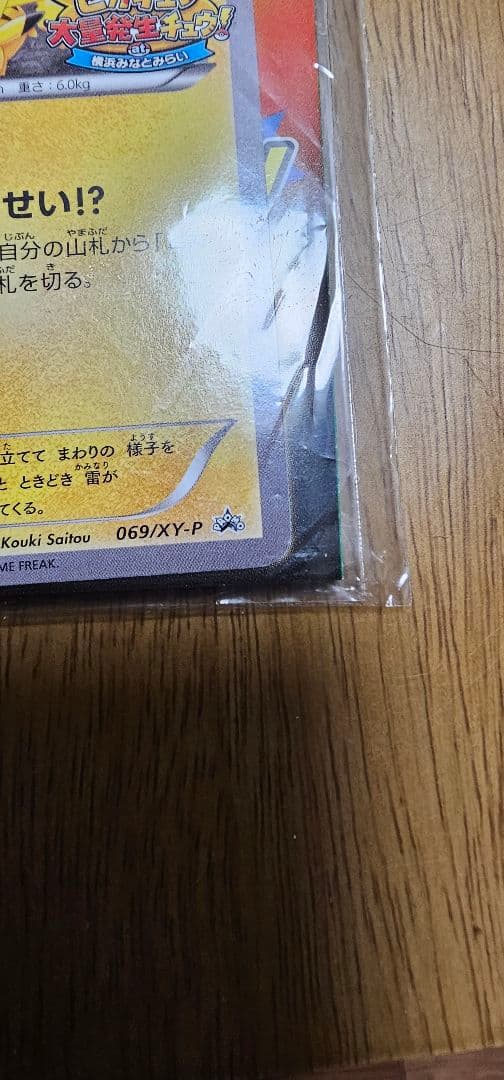 大量発生チュウ!
at
横浜みなとみらい
重さ:6.0kg
せい!?
自分の山札から「
札を切る。
立てて まわりの 様子を
と ときどき 雷が
てくる。
Kouki Saitou 069/XY-P
ME FREAK.